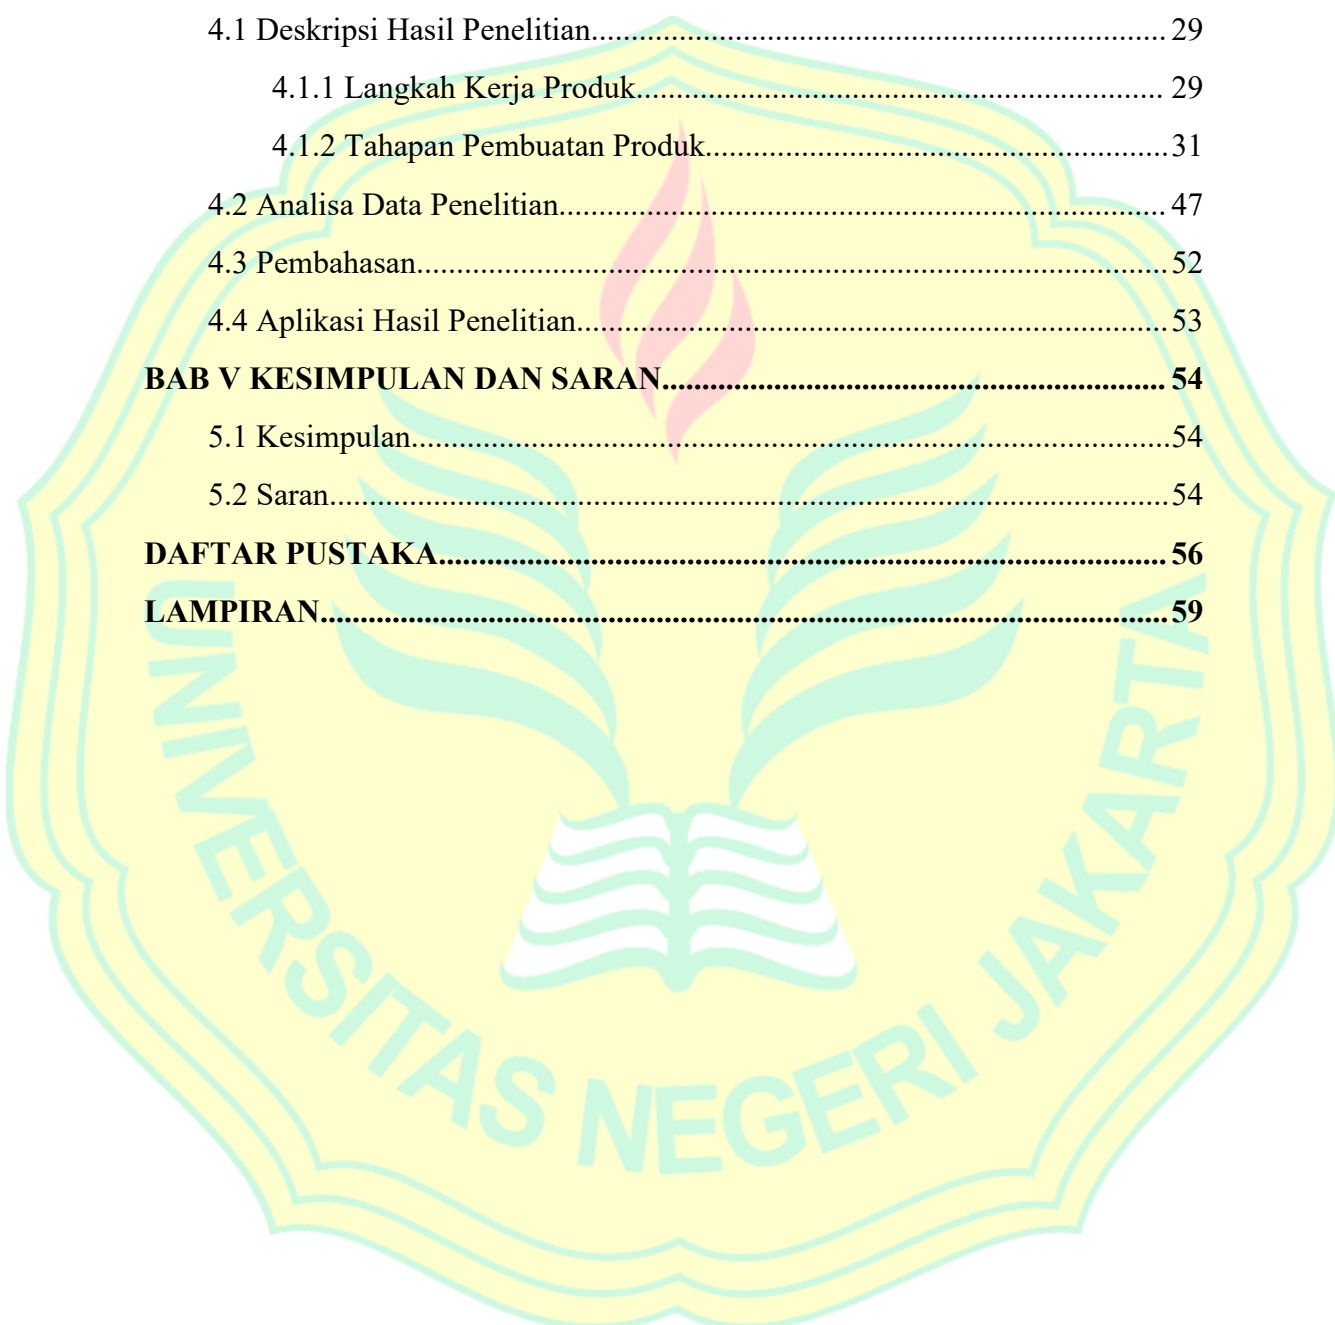 4.1 Deskripsi Hasil Penelitian.......................................................................... 29
4.1.1 Langkah Kerja Produk.................................................................... 29
4.1.2 Tahapan Pembuatan Produk...........................................................31
4.2 Analisa Data Penelitian.............................................................................. 47
4.3 Pembahasan.................................................................................................52
4.4 Aplikasi Hasil Penelitian............................................................................53
BAB V KESIMPULAN DAN SARAN............................................................... 54
5.1 Kesimpulan..................................................................................................54
5.2 Saran............................................................................................................54
DAFTAR PUSTAKA........................................................................................... 56
LAMPIRAN..........................................................................................................59
UNIVERSITAS NEGERI JAKARTA